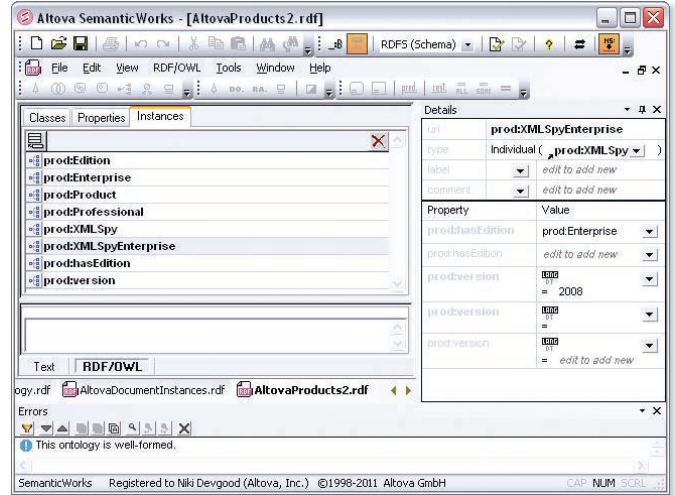 Altova SemanticWorks - [AltovaProducts2.rdf]
RDFS (Schema)
File Edit View RDF/OWL Tools Window Help
Classes Properties Instances
prod:Edition
prod:Enterprise
prod:Product
prod:Professional
prod:XMLSpy
prod:XMLSpyEnterprise
prod:hasEdition
prod:version
Text RDF/OWL
ogy.rdf AltovaDocumentInstances.rdf AltovaProducts2.rdf
Details
uri prod:XMLSpyEnterprise
type Individual ( prod:XMLSpy )
label edit to add new
comment edit to add new
Property Value
prod:hasEdition prod:Enterprise
prod:hasEdition edit to add new
prod:version = 2008
prod:version =
prod:version = edit to add new
Errors
This ontology is well-formed.
SemanticWorks Registered to Niki Devgood (Altova, Inc.) ©1998-2011 Altova GmbH CAP NUM SCRL